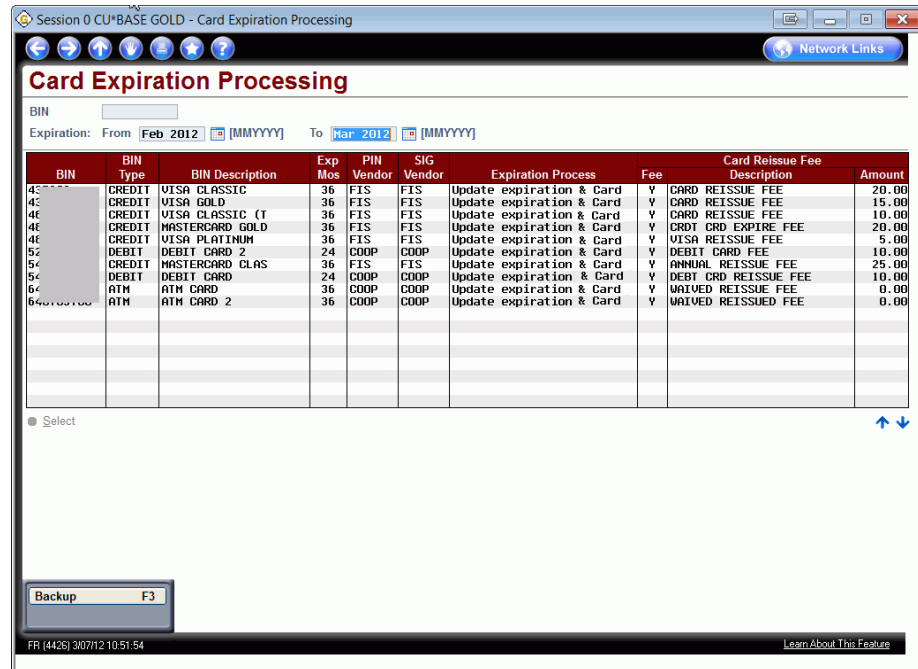 Session 0 CU*BASE GOLD - Card Expiration Processing
Network Links
Card Expiration Processing
BIN
Expiration: From Feb 2012 [MMYYYY] To Mar 2012 [MMYYYY]
BIN BIN Type BIN Description Exp Mos PIN Vendor SIG Vendor Expiration Process Card Reissue Fee Fee Description Amount
CREDIT VISA CLASSIC 36 FIS FIS Update expiration & Card Y CARD REISSUE FEE 20.00
CREDIT VISA GOLD 36 FIS FIS Update expiration & Card Y CARD REISSUE FEE 15.00
CREDIT VISA CLASSIC (T 36 FIS FIS Update expiration & Card Y CARD REISSUE FEE 10.00
CREDIT MASTERCARD GOLD 36 FIS FIS Update expiration & Card Y CRDT CRD EXPIRE FEE 20.00
CREDIT VISA PLATINUM 36 FIS FIS Update expiration & Card Y VISA REISSUE FEE 5.00
DEBIT DEBIT CARD 2 24 COOP COOP Update expiration & Card Y DEBIT CARD FEE 10.00
CREDIT MASTERCARD CLAS 36 FIS FIS Update expiration & Card Y ANNUAL REISSUE FEE 25.00
DEBIT DEBIT CARD 24 COOP COOP Update expiration & Card Y DEBT CRD REISSUE FEE 10.00
ATM ATM CARD 36 COOP COOP Update expiration & Card Y WAIVED REISSUE FEE 0.00
ATM ATM CARD 2 36 COOP COOP Update expiration & Card Y WAIVED REISSUED FEE 0.00
Select
Backup F3
FR (4426) 3/07/12 10:51:54
Learn About This Feature